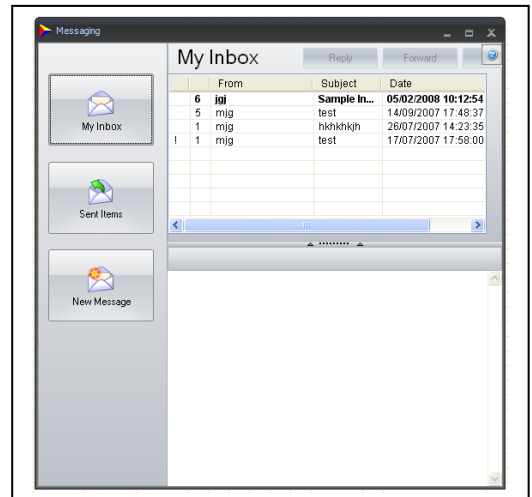 Messaging
My Inbox Reply Forward
From Subject Date
6 jgj Sample In... 05/02/2008 10:12:54
5 mjg test 14/09/2007 17:48:37
1 mjg hkhkhkjh 26/07/2007 14:23:35
! 1 mjg test 17/07/2007 17:58:00
My Inbox
Sent Items
New Message